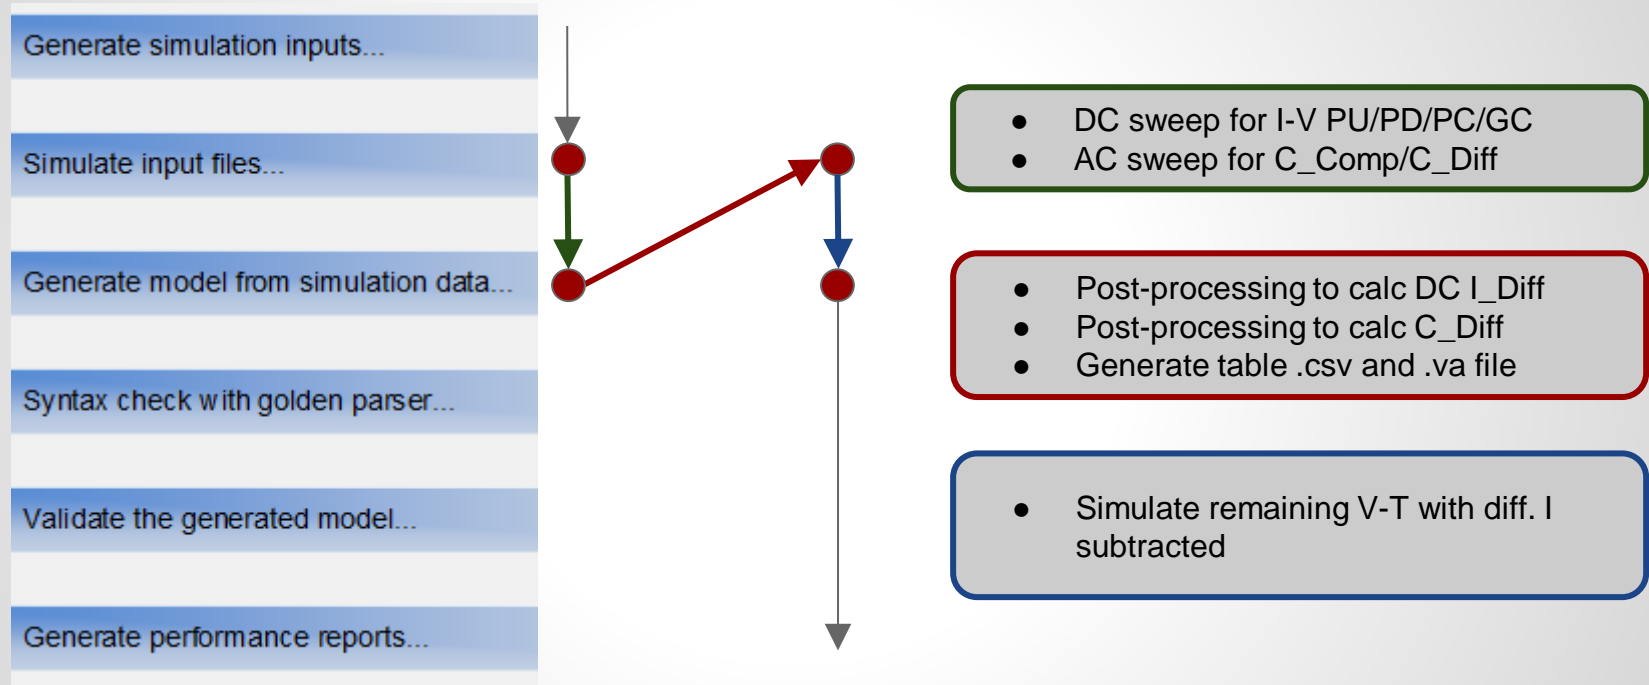 Generate simulation inputs...
Simulate input files...
Generate model from simulation data...
Syntax check with golden parser...
Validate the generated model...
Generate performance reports...
● DC sweep for I-V PU/PD/PC/GC
● AC sweep for C_Comp/C_Diff
● Post-processing to calc DC I_Diff
● Post-processing to calc C_Diff
● Generate table .csv and .va file
● Simulate remaining V-T with diff. I
subtracted